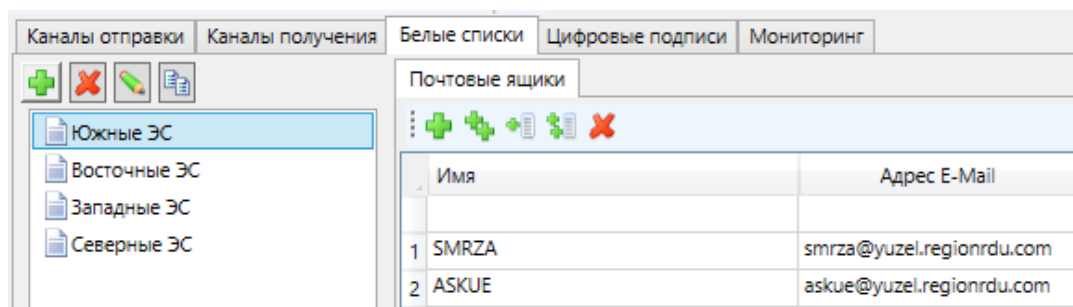 Каналы отправки Каналы получения Белые списки Цифровые подписи Мониторинг
Почтовые ящики
Южные ЭС
Восточные ЭС
Западные ЭС
Северные ЭС
Имя Адрес E-Mail
1 SMRZA smrza@yuzel.regionrdu.com
2 ASKUE askue@yuzel.regionrdu.com